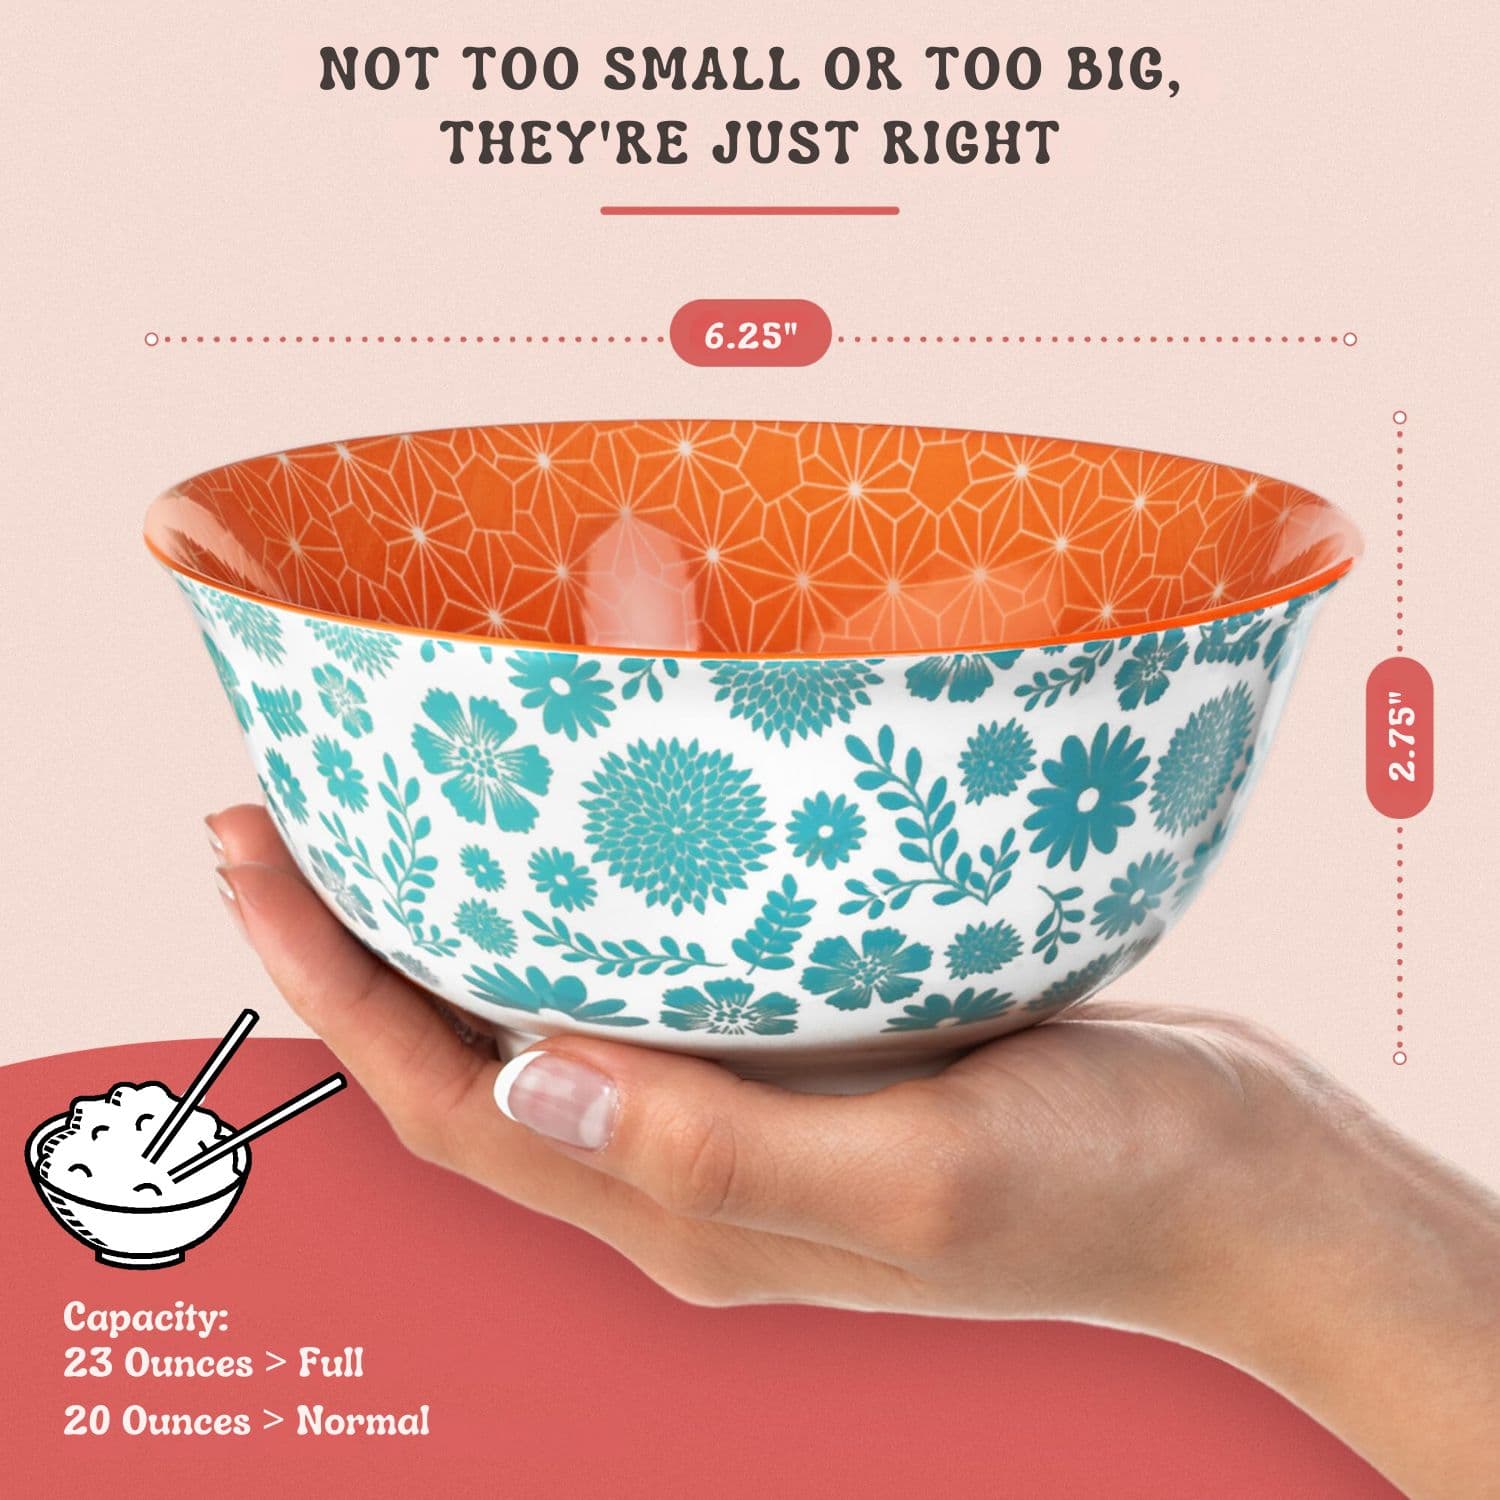 NOT TOO SMALL OR TOO BIG,
THEY'RE JUST RIGHT
6.25"
2.75"
Capacity:
23 Ounces > Full
20 Ounces > Normal